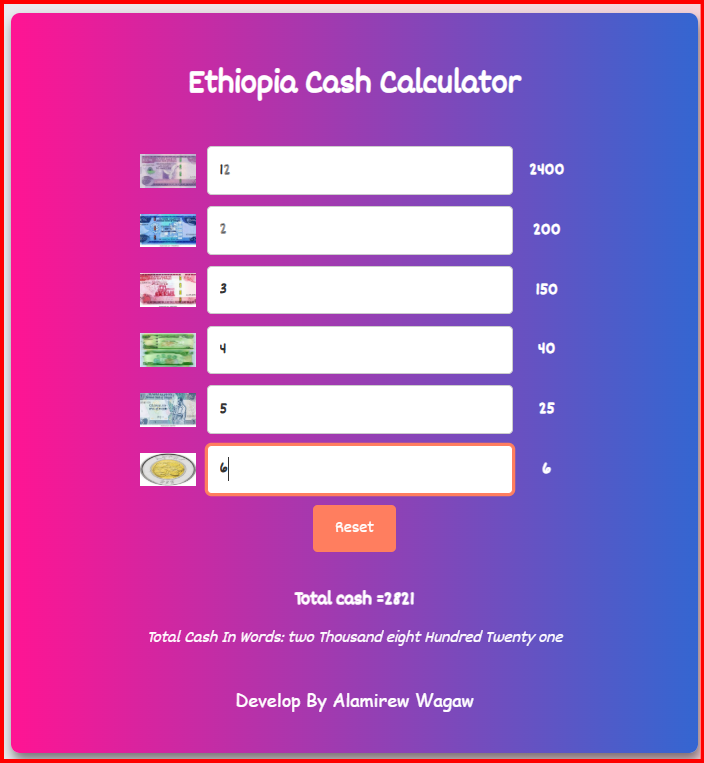 Ethiopia Cash Calculator
12 2400
2 200
3 150
4 40
5 25
6 6
Reset
Total cash =2821
Total Cash In Words: two Thousand eight Hundred Twenty one
Develop By Alamirew Wagaw